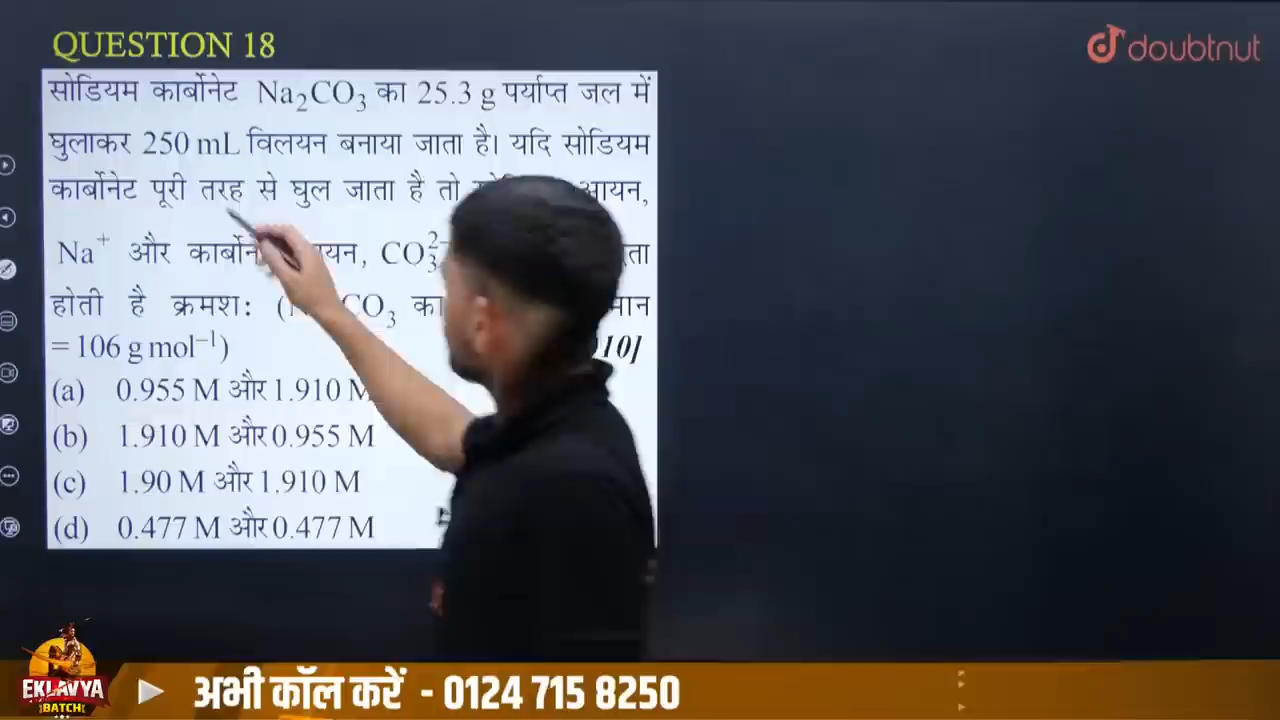 QUESTION 18
doubtnut
सोडियम कार्बोनेट Na₂CO₃ का 25.3 g पर्याप्त जल में
घुलाकर 250 mL विलयन बनाया जाता है। यदि सोडियम
कार्बोनेट पूरी तरह से घुल जाता है तो आयन,
Na⁺ और CO₃²⁻
होती है क्रमशः का
= 106 g mol⁻¹)
(a) 0.955 M और 1.910 M
(b) 1.910 M और 0.955 M
(c) 1.90 M और 1.910 M
(d) 0.477 M और 0.477 M
EKLAVYA
BATCH
अभी कॉल करें - 0124 715 8250